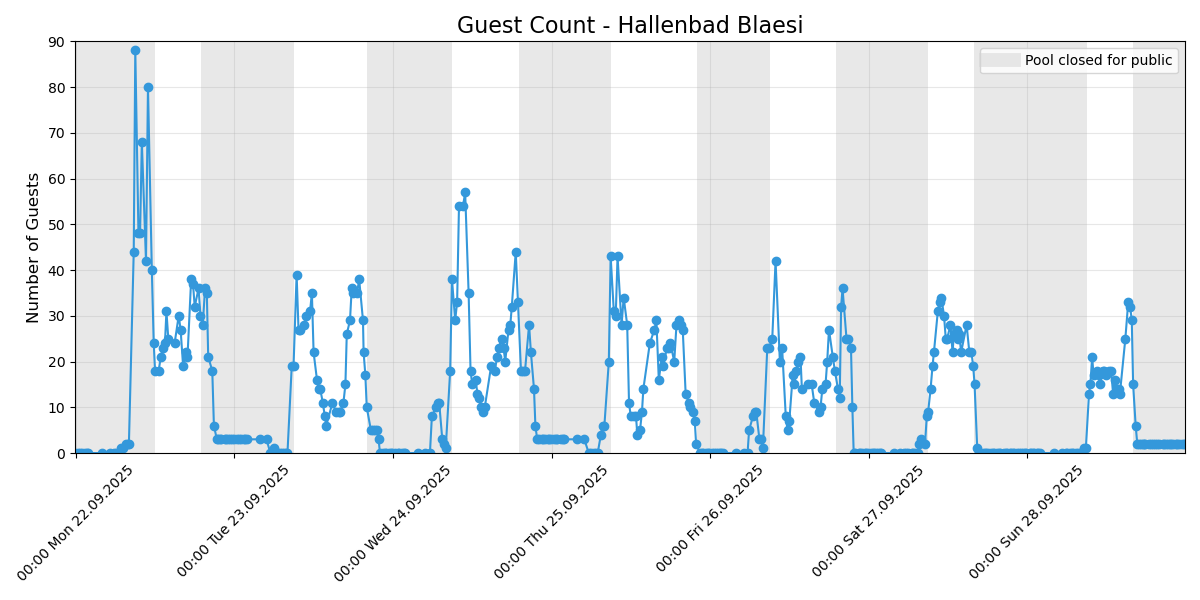 Guest Count - Hallenbad Blaesi
Pool closed for public
Number of Guests
90
80
70
60
50
40
30
20
10
0
00:00 Mon 22.09.2025
00:00 Tue 23.09.2025
00:00 Wed 24.09.2025
00:00 Thu 25.09.2025
00:00 Fri 26.09.2025
00:00 Sat 27.09.2025
00:00 Sun 28.09.2025